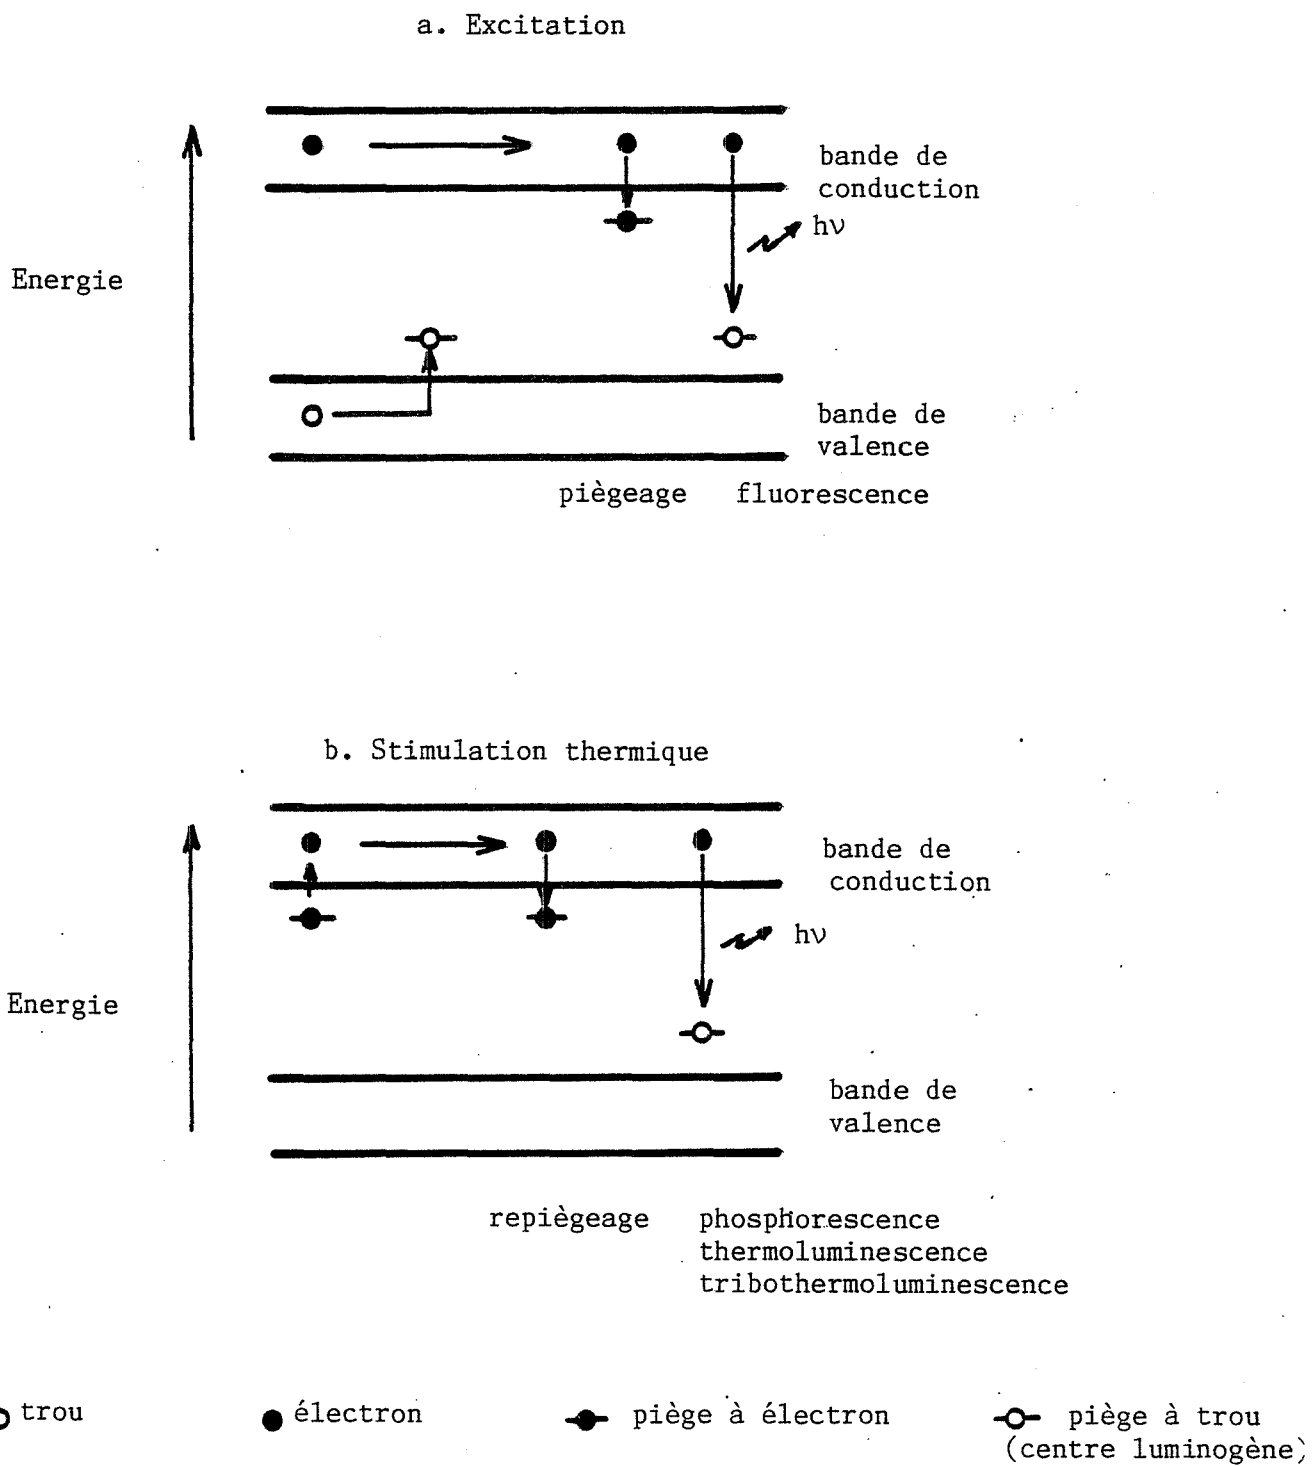 a. Excitation
bande de
conduction
hν
Energie
bande de
valence
piègeage fluorescence
b. Stimulation thermique
bande de
conduction
hν
Energie
bande de
valence
repiègeage phosphorescence
thermoluminescence
tribothermoluminescence
trou électron piège à électron piège à trou
(centre luminogène)